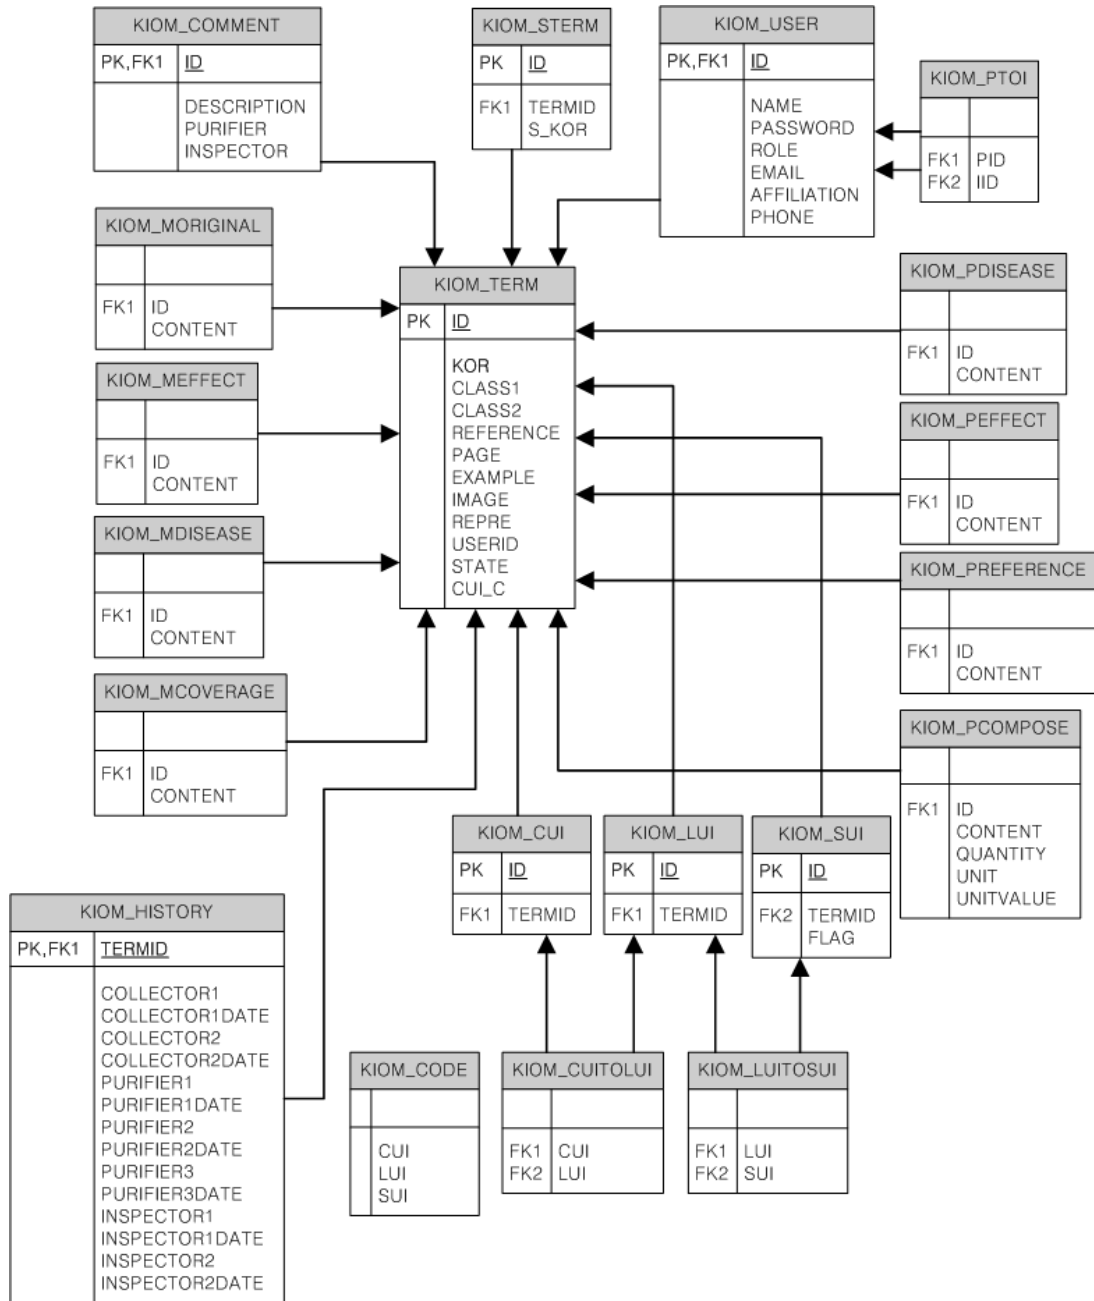 KIOM_COMMENT
PK,FK1 ID
DESCRIPTION
PURIFIER
INSPECTOR
KIOM_STERM
PK ID
FK1 TERMID
S_KOR
KIOM_USER
PK,FK1 ID
NAME
PASSWORD
ROLE
EMAIL
AFFILIATION
PHONE
KIOM_PTOI
FK1 PID
FK2 IID
KIOM_MORIGINAL
FK1 ID
CONTENT
KIOM_TERM
PK ID
KOR
CLASS1
CLASS2
REFERENCE
PAGE
EXAMPLE
IMAGE
REPRE
USERID
STATE
CUI_C
KIOM_PDISEASE
FK1 ID
CONTENT
KIOM_MEFFECT
FK1 ID
CONTENT
KIOM_PEFFECT
FK1 ID
CONTENT
KIOM_MDISEASE
FK1 ID
CONTENT
KIOM_PREFERENCE
FK1 ID
CONTENT
KIOM_MCOVERAGE
FK1 ID
CONTENT
KIOM_PCOMPOSE
FK1 ID
CONTENT
QUANTITY
UNIT
UNITVALUE
KIOM_CUI
PK ID
FK1 TERMID
KIOM_LUI
PK ID
FK1 TERMID
KIOM_SUI
PK ID
FK2 TERMID
FLAG
KIOM_HISTORY
PK,FK1 TERMID
COLLECTOR1
COLLECTOR1DATE
COLLECTOR2
COLLECTOR2DATE
PURIFIER1
PURIFIER1DATE
PURIFIER2
PURIFIER2DATE
PURIFIER3
PURIFIER3DATE
INSPECTOR1
INSPECTOR1DATE
INSPECTOR2
INSPECTOR2DATE
KIOM_CODE
CUI
LUI
SUI
KIOM_CUITOLUI
FK1 CUI
FK2 LUI
KIOM_LUITOSUI
FK1 LUI
FK2 SUI